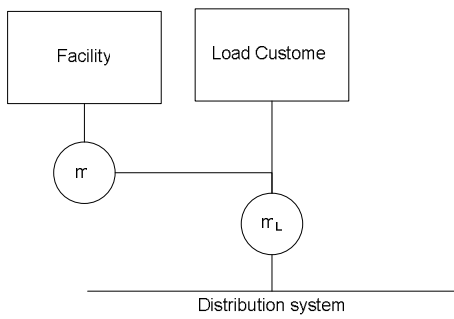 Facility
Load Custome
m
m L
Distribution system